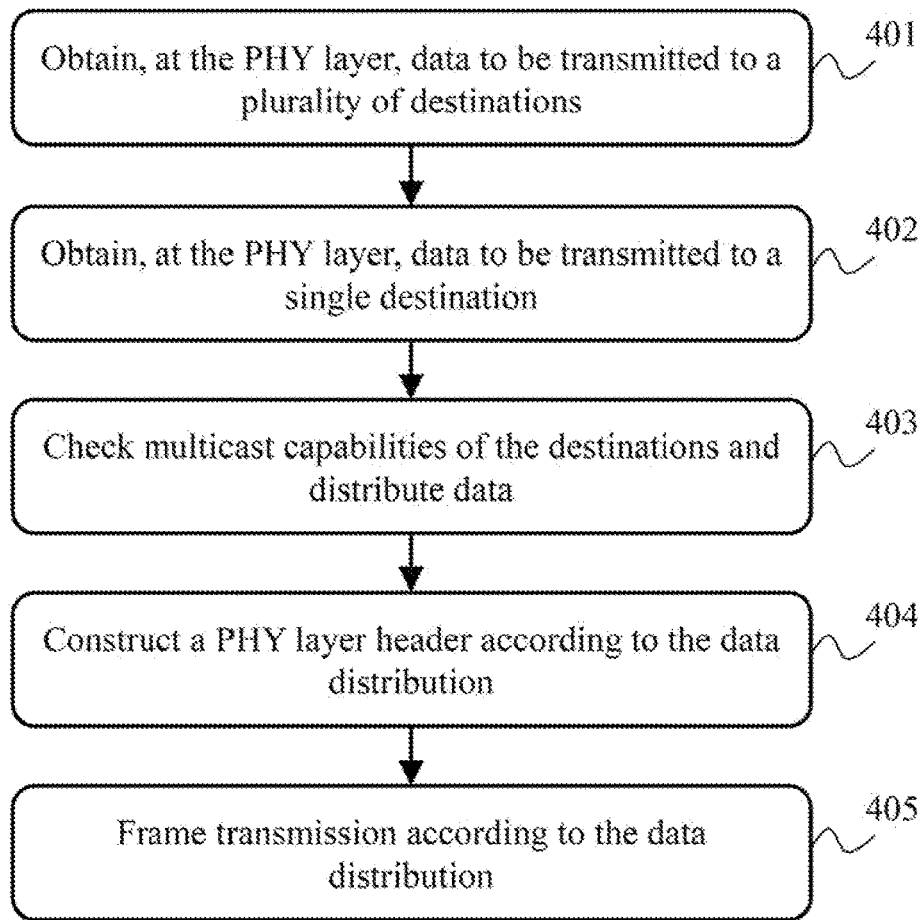 Obtain, at the PHY layer, data to be transmitted to a
plurality of destinations
401
Obtain, at the PHY layer, data to be transmitted to a
single destination
402
Check multicast capabilities of the destinations and
distribute data
403
Construct a PHY layer header according to the data
distribution
404
Frame transmission according to the data
distribution
405